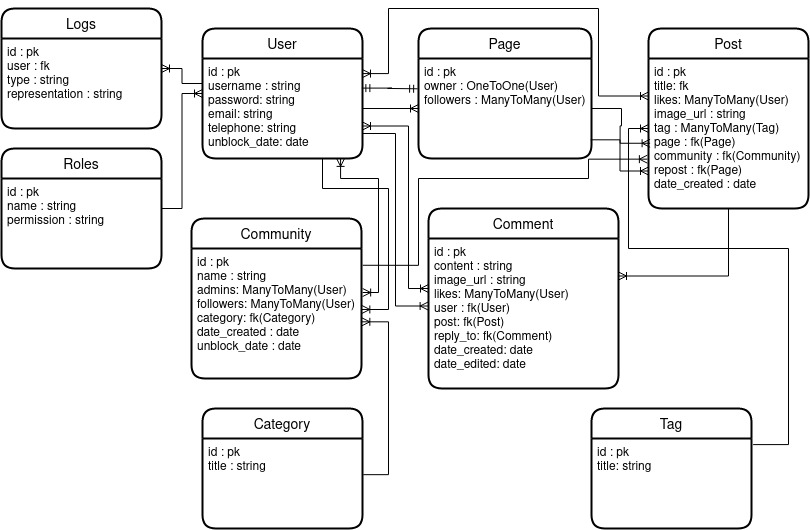 Logs
id : pk
user : fk
type : string
representation : string
User
id : pk
username : string
password: string
email: string
telephone: string
unblock_date: date
Page
id : pk
owner : OneToOne(User)
followers : ManyToMany(User)
Post
id : pk
title: fk
likes: ManyToMany(User)
image_url : string
tag : ManyToMany(Tag)
page : fk(Page)
community : fk(Community)
repost : fk(Page)
date_created : date
Roles
id : pk
name : string
permission : string
Community
id : pk
name : string
admins: ManyToMany(User)
followers: ManyToMany(User)
category: fk(Category)
date_created : date
unblock_date : date
Comment
id : pk
content : string
image_url : string
likes: ManyToMany(User)
user : fk(User)
post: fk(Post)
reply_to: fk(Comment)
date_created: date
date_edited: date
Category
id : pk
title : string
Tag
id : pk
title: string